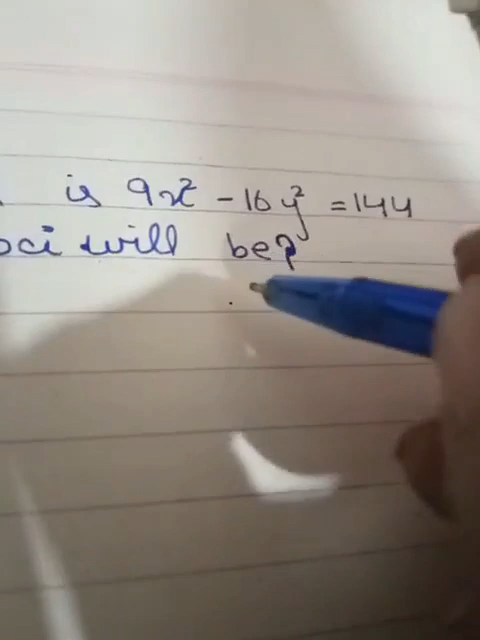 is 9x² - 16y² = 144
will be?